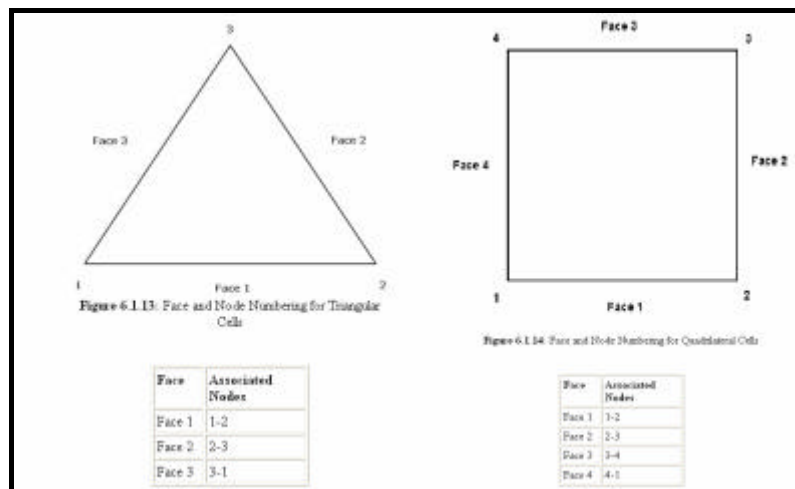 3
Face 3
Face 2
1
Face 1
2
Figure 6.1.13: Face and Node Numbering for Triangular
Cells
Face Associated Nodes
Face 1 1-2
Face 2 2-3
Face 3 3-1
Face 3
4
3
Face 4
Face 2
1
Face 1
2
Figure 6.1.14: Face and Node Numbering for Quadrilateral Cells
Face Associated Nodes
Face 1 1-2
Face 2 2-3
Face 3 3-4
Face 4 4-1